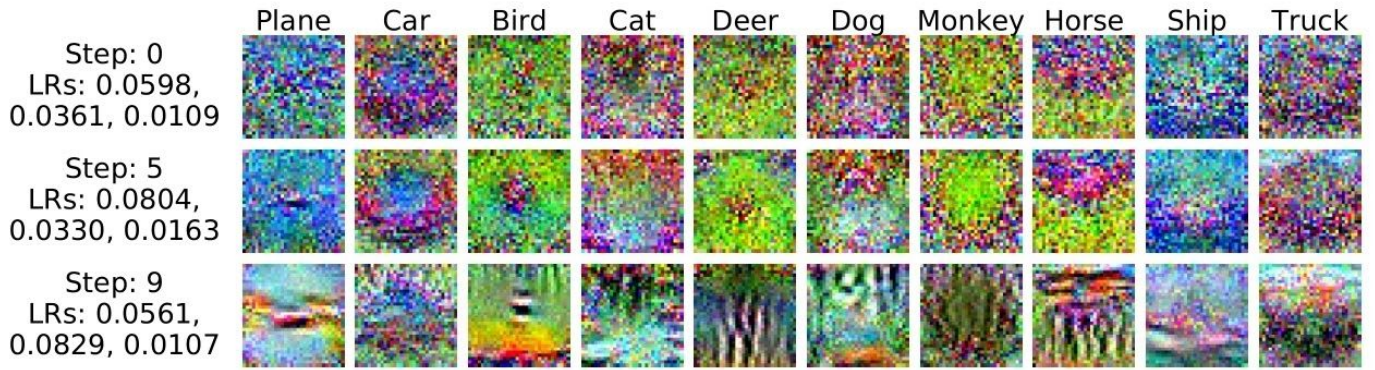 Plane Car Bird Cat Deer Dog Monkey Horse Ship Truck
Step: 0
LRs: 0.0598,
0.0361, 0.0109
Step: 5
LRs: 0.0804,
0.0330, 0.0163
Step: 9
LRs: 0.0561,
0.0829, 0.0107